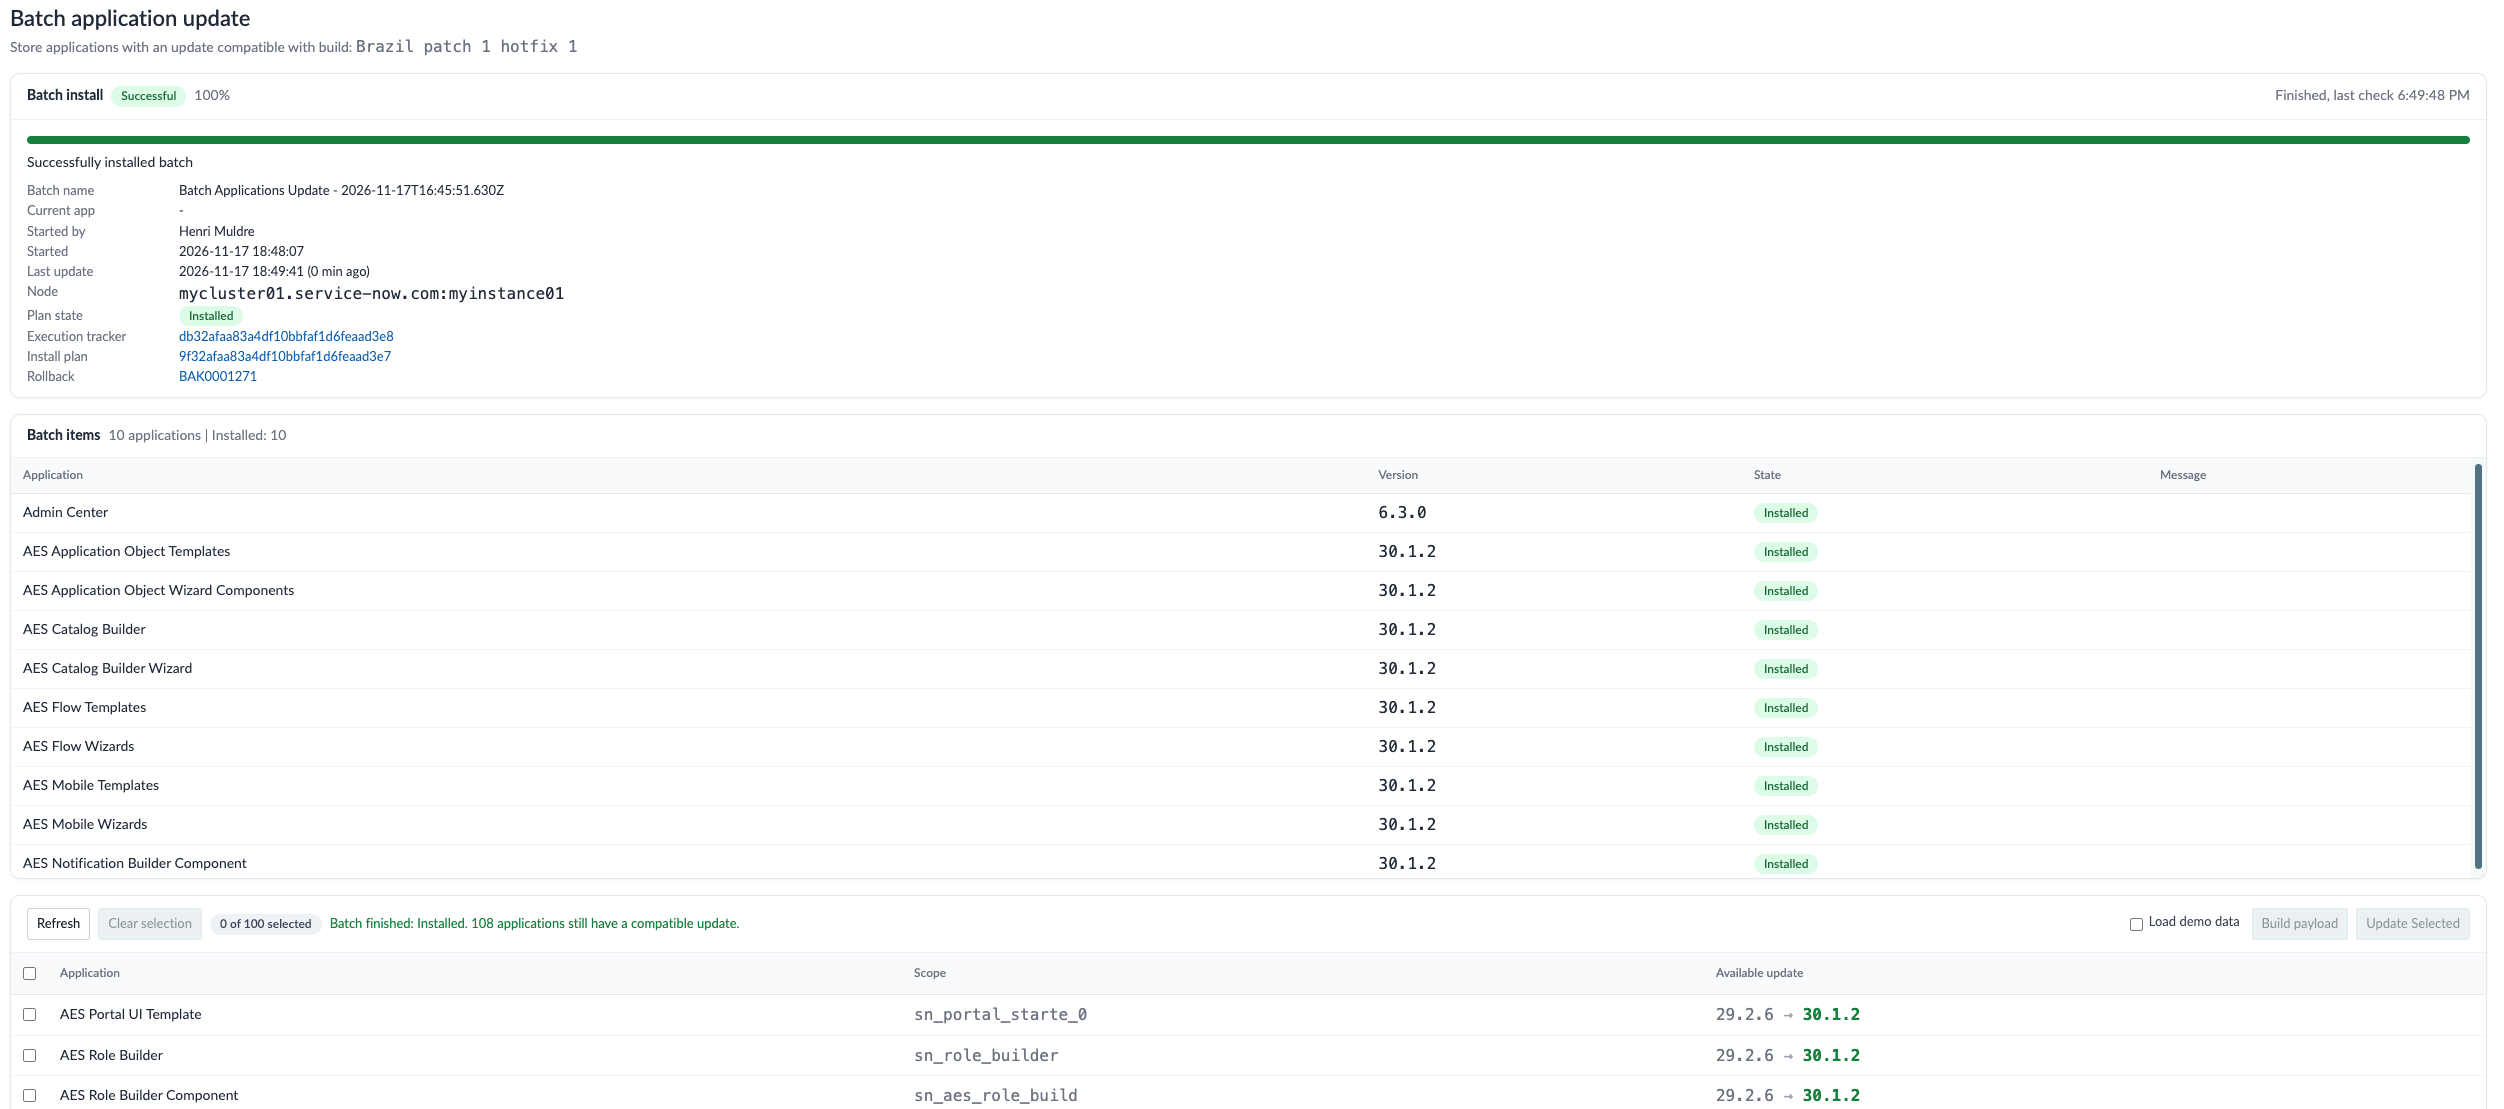 Batch application update
Store applications with an update compatible with build: Brazil patch 1 hotfix 1
Batch install Successful 100% Finished, last check 6:49:48 PM
Successfully installed batch
Batch name Batch Applications Update - 2026-11-17T16:45:51.630Z
Current app -
Started by Henri Muldre
Started 2026-11-17 18:48:07
Last update 2026-11-17 18:49:41 (0 min ago)
Node mycluster01.service-now.com:myinstance01
Plan state Installed
Execution tracker db32afaa83a4df10bbfaf1d6feaad3e8
Install plan 9f32afaa83a4df10bbfaf1d6feaad3e7
Rollback BAK0001271
Batch items 10 applications | Installed: 10
Application Version State Message
Admin Center 6.3.0 Installed
AES Application Object Templates 30.1.2 Installed
AES Application Object Wizard Components 30.1.2 Installed
AES Catalog Builder 30.1.2 Installed
AES Catalog Builder Wizard 30.1.2 Installed
AES Flow Templates 30.1.2 Installed
AES Flow Wizards 30.1.2 Installed
AES Mobile Templates 30.1.2 Installed
AES Mobile Wizards 30.1.2 Installed
AES Notification Builder Component 30.1.2 Installed
Refresh Clear selection 0 of 100 selected Batch finished: Installed. 108 applications still have a compatible update. Load demo data Build payload Update Selected
Application Scope Available update
AES Portal UI Template sn_portal_starte_0 29.2.6 → 30.1.2
AES Role Builder sn_role_builder 29.2.6 → 30.1.2
AES Role Builder Component sn_aes_role_build 29.2.6 → 30.1.2